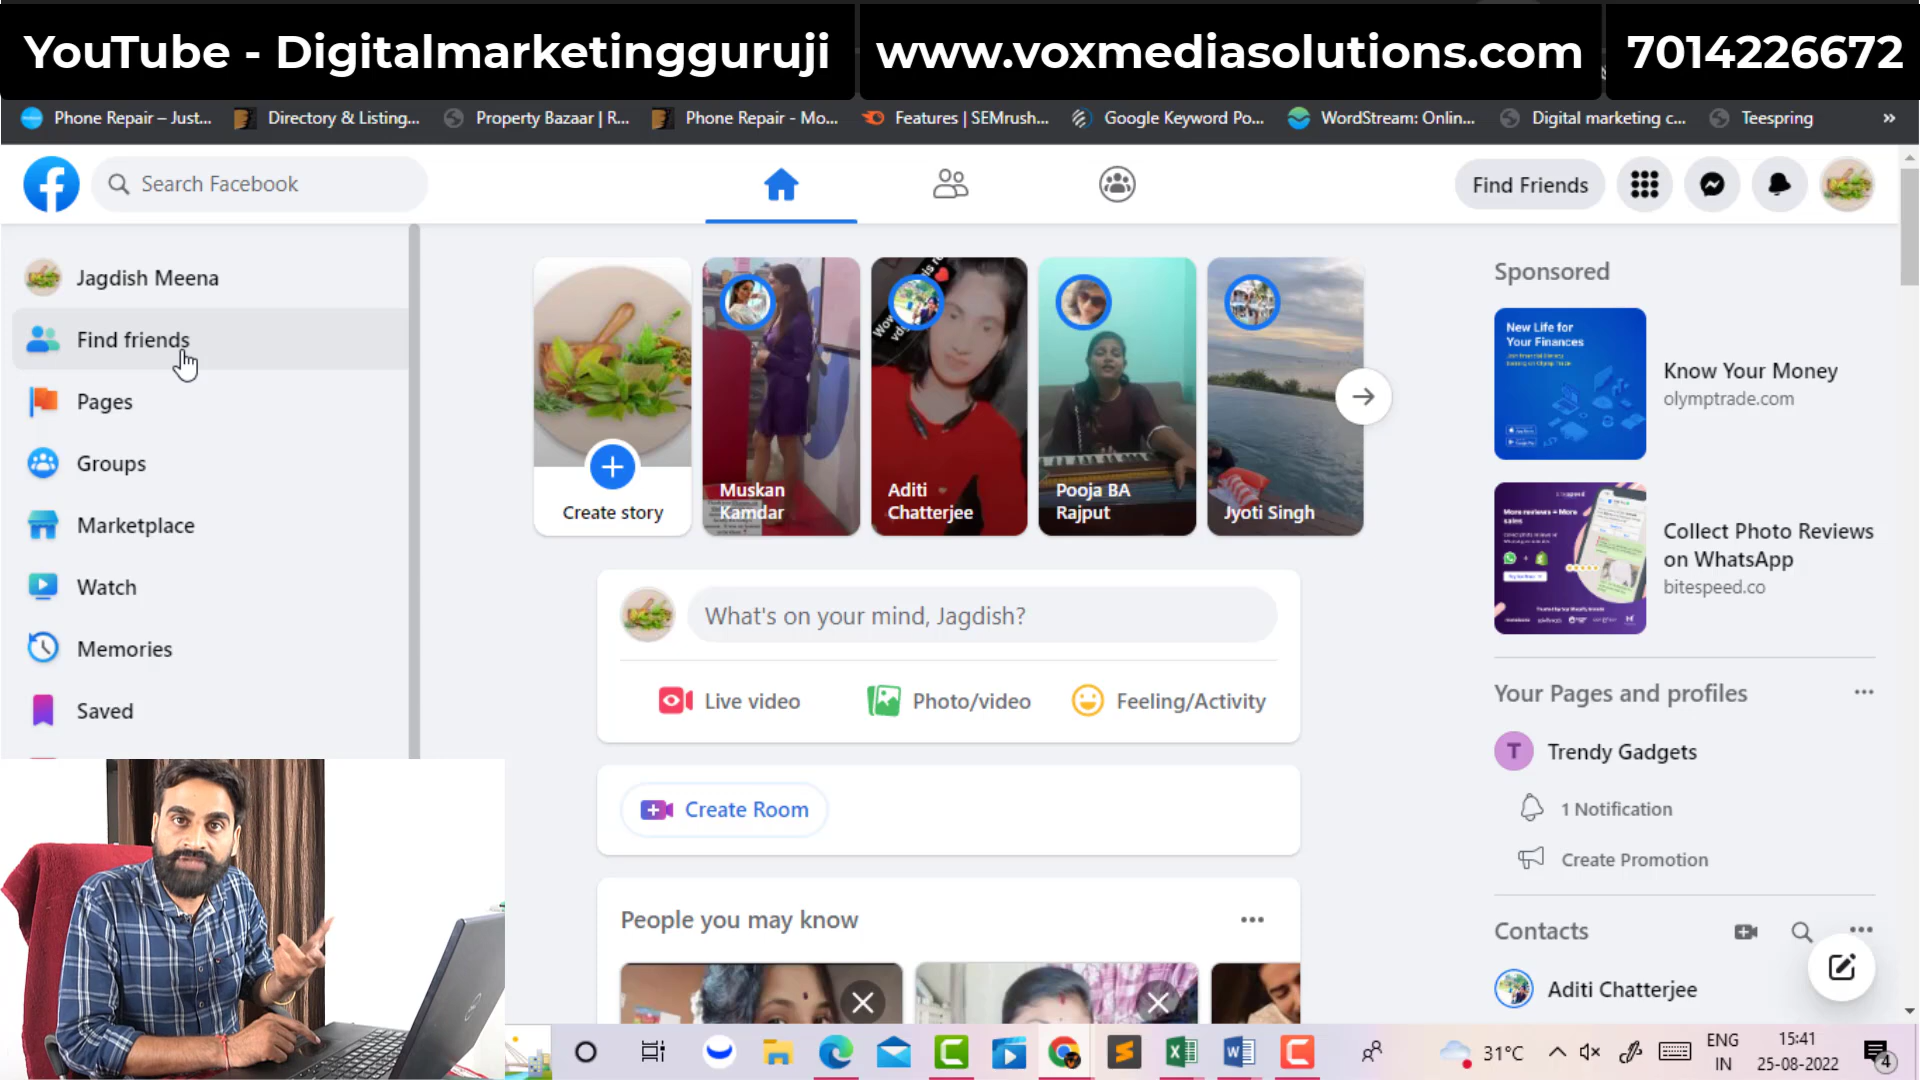 YouTube - Digitalmarketingguruji
www.voxmediasolutions.com
7014226672
Phone Repair – Just...
Directory & Listing...
Property Bazaar | R...
Phone Repair - Mo...
Features | SEMrush...
Google Keyword Po...
WordStream: Onlin...
Digital marketing c...
Teespring
»
Search Facebook
Find Friends
Jagdish Meena
Find friends
Pages
Groups
Marketplace
Watch
Memories
Saved
Create story
Muskan
Kamdar
Aditi
Chatterjee
Pooja BA
Rajput
Jyoti Singh
What's on your mind, Jagdish?
Live video
Photo/video
Feeling/Activity
Create Room
People you may know
Sponsored
New Life for
Your Finances
Know Your Money
olymptrade.com
More reviews = More
sales
Collect Photo Reviews
on WhatsApp
bitespeed.co
Your Pages and profiles
T
Trendy Gadgets
1 Notification
Create Promotion
Contacts
Aditi Chatterjee
31°C
ENG
IN
15:41
25-08-2022
4